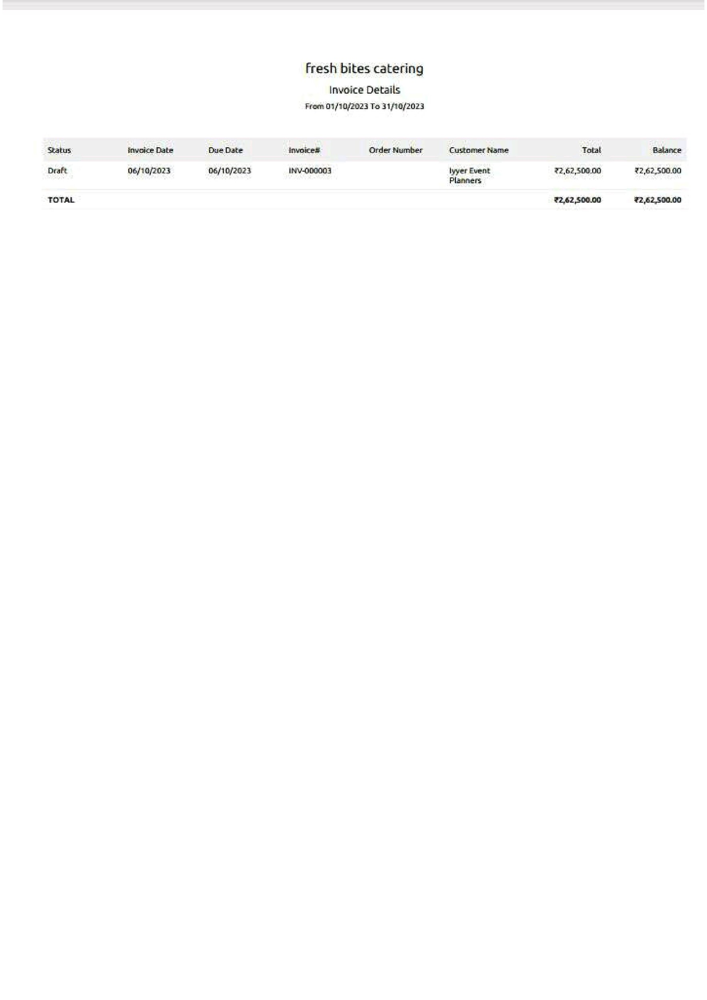 fresh bites catering
Invoice Details
From 01/10/2023 To 31/10/2023
Status Invoice Date Due Date Invoice# Order Number Customer Name Total Balance
Draft 06/10/2023 06/10/2023 INV-000003 Iyyer Event Planners ₹2,62,500.00 ₹2,62,500.00
TOTAL ₹2,62,500.00 ₹2,62,500.00